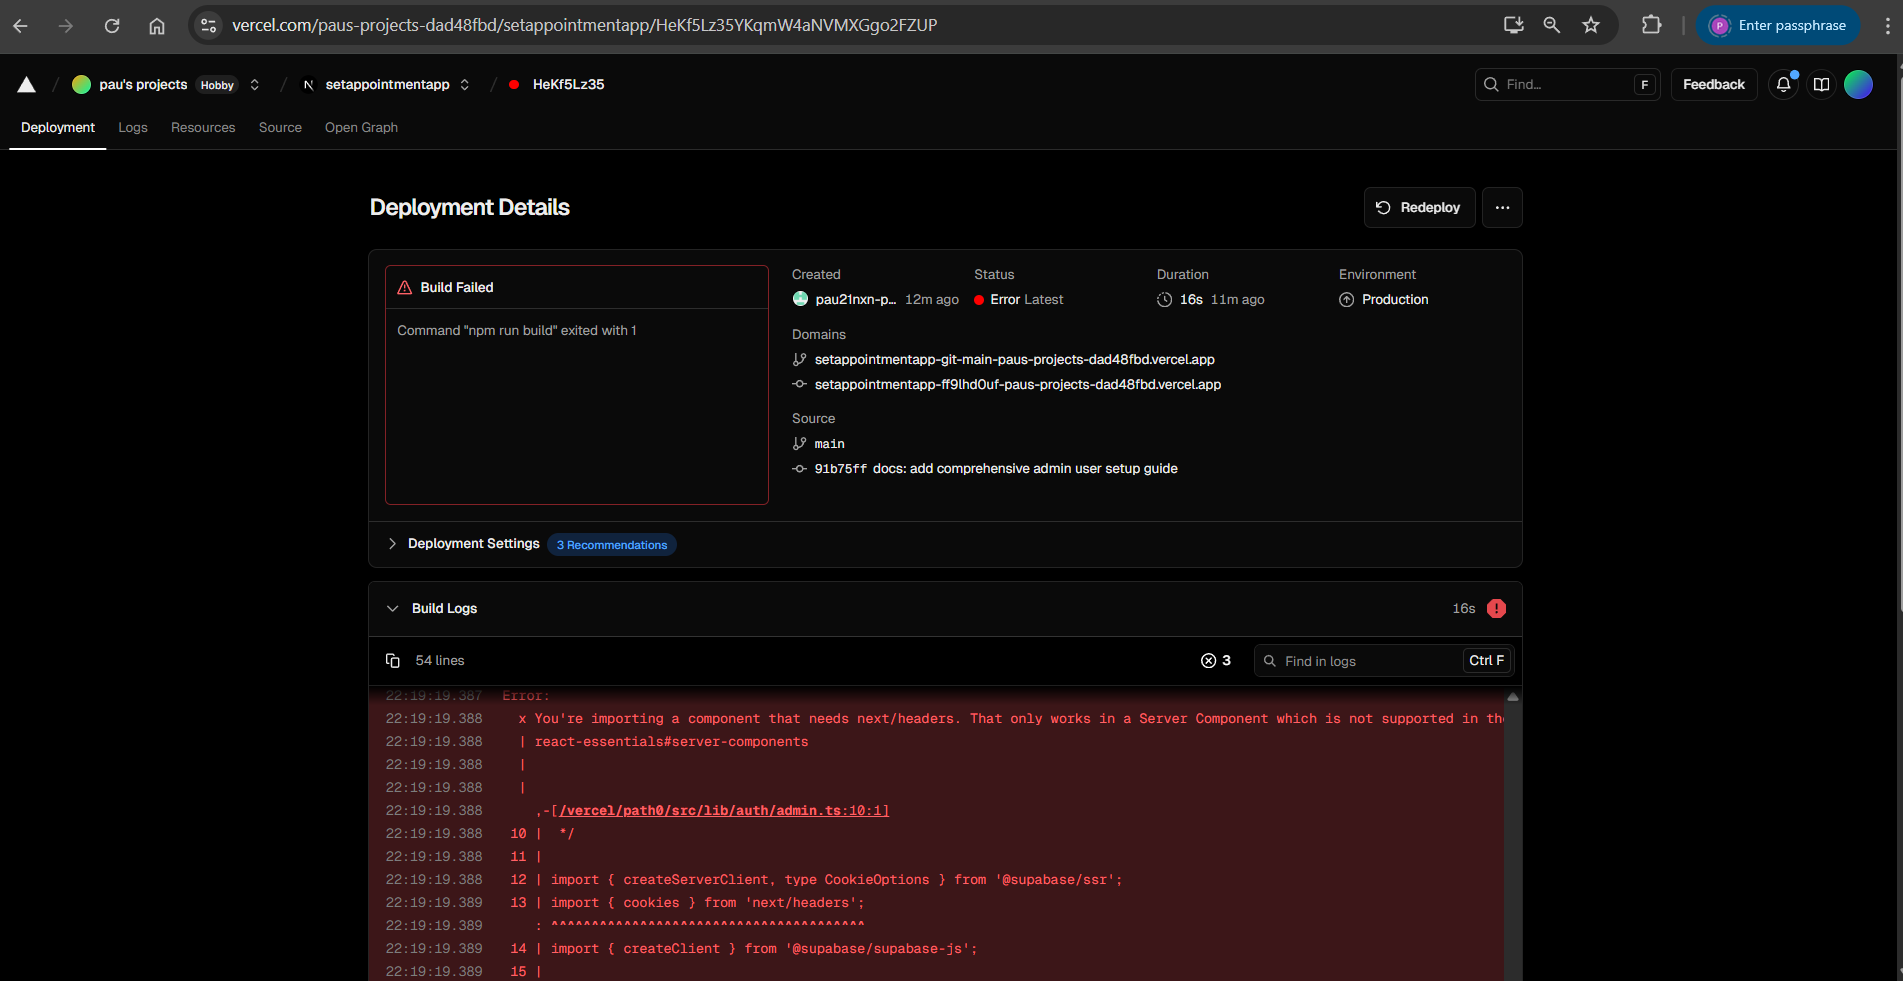 vercel.com/paus-projects-dad48fbd/setappointmentapp/HeKf5Lz35YKqmW4aNVMXGgo2FZUP
P Enter passphrase
pau's projects Hobby / N setappointmentapp / HeKf5Lz35
Find… F
Feedback
Deployment Logs Resources Source Open Graph
Deployment Details
Redeploy
Build Failed
Command "npm run build" exited with 1
Created Status Duration Environment
pau21nxn-p… 12m ago Error Latest 16s 11m ago Production
Domains
setappointmentapp-git-main-paus-projects-dad48fbd.vercel.app
setappointmentapp-ff9lhd0uf-paus-projects-dad48fbd.vercel.app
Source
main
91b75ff docs: add comprehensive admin user setup guide
Deployment Settings 3 Recommendations
Build Logs 16s
54 lines 3 Find in logs Ctrl F
22:19:19.387 Error:
22:19:19.388 x You're importing a component that needs next/headers. That only works in a Server Component which is not supported in the
22:19:19.388 | react-essentials#server-components
22:19:19.388 |
22:19:19.388 |
22:19:19.388 ,-[/vercel/path0/src/lib/auth/admin.ts:10:1]
22:19:19.388 10 | */
22:19:19.388 11 |
22:19:19.388 12 | import { createServerClient, type CookieOptions } from '@supabase/ssr';
22:19:19.389 13 | import { cookies } from 'next/headers';
22:19:19.389 : ^^^^^^^^^^^^^^^^^^^^^^^^^^^^^^^^^^^^^^^
22:19:19.389 14 | import { createClient } from '@supabase/supabase-js';
22:19:19.389 15 |